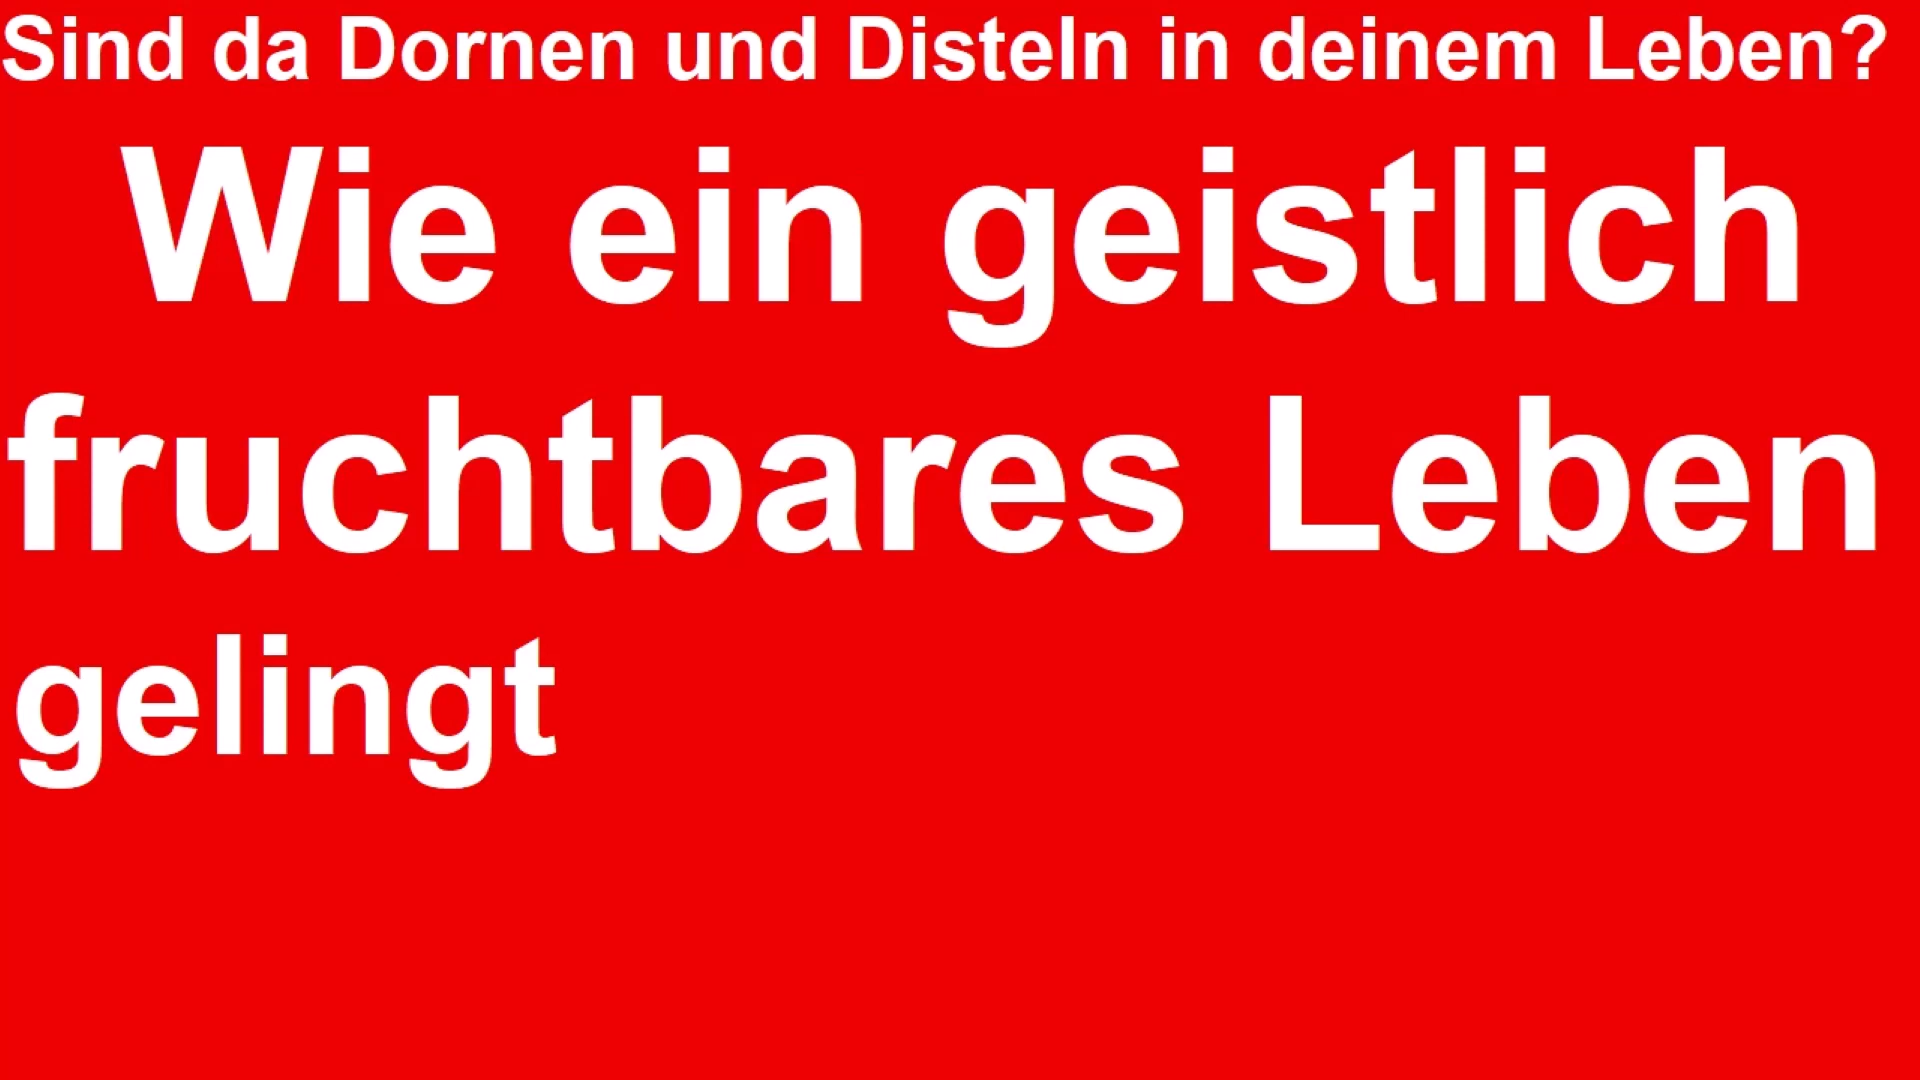 Sind da Dornen und Disteln in deinem Leben?
Wie ein geistlich
fruchtbares Leben
gelingt